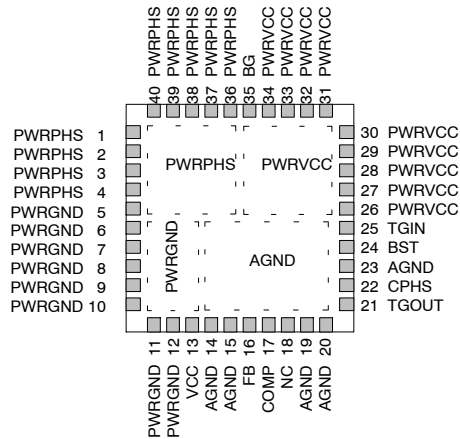 40 PWRPHS
39 PWRPHS
38 PWRPHS
37 PWRPHS
36 PWRPHS
35 BG
34 PWRVCC
33 PWRVCC
32 PWRVCC
31 PWRVCC
PWRPHS 1
PWRPHS 2
PWRPHS 3
PWRPHS 4
PWRGND 5
PWRGND 6
PWRGND 7
PWRGND 8
PWRGND 9
PWRGND 10
PWRPHS
PWRVCC
PWRGND
AGND
30 PWRVCC
29 PWRVCC
28 PWRVCC
27 PWRVCC
26 PWRVCC
25 TGIN
24 BST
23 AGND
22 CPHS
21 TGOUT
PWRGND 11
PWRGND 12
VCC 13
AGND 14
AGND 15
FB 16
COMP 17
NC 18
AGND 19
AGND 20